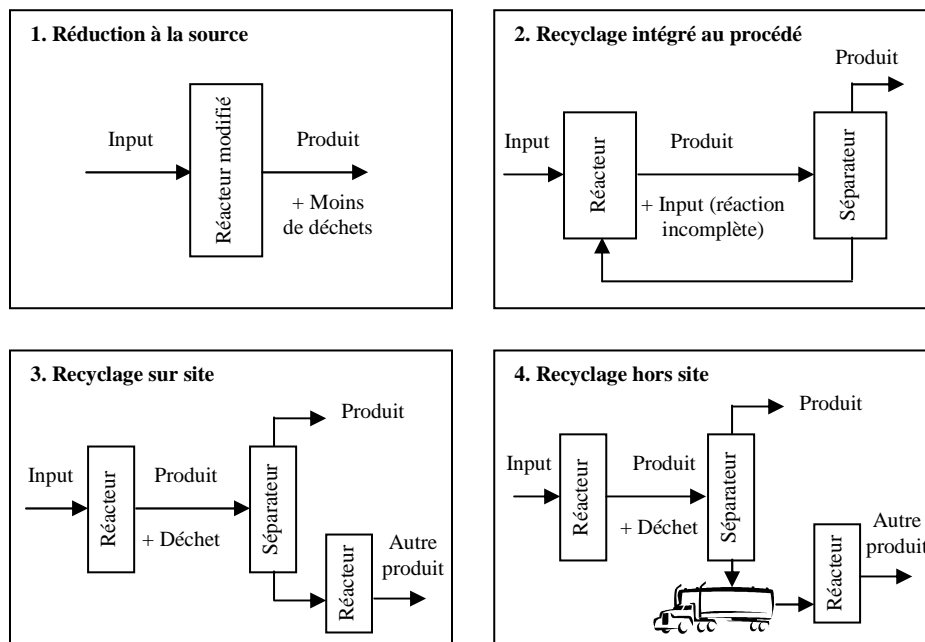 1. Réduction à la source
Input
Réacteur modifié
Produit
+ Moins
de déchets
2. Recyclage intégré au procédé
Produit
Input
Réacteur
Produit
+ Input (réaction
incomplète)
Séparateur
3. Recyclage sur site
Produit
Input
Réacteur
Produit
+ Déchet
Séparateur
Réacteur
Autre
produit
4. Recyclage hors site
Produit
Input
Réacteur
Produit
+ Déchet
Séparateur
Réacteur
Autre
produit